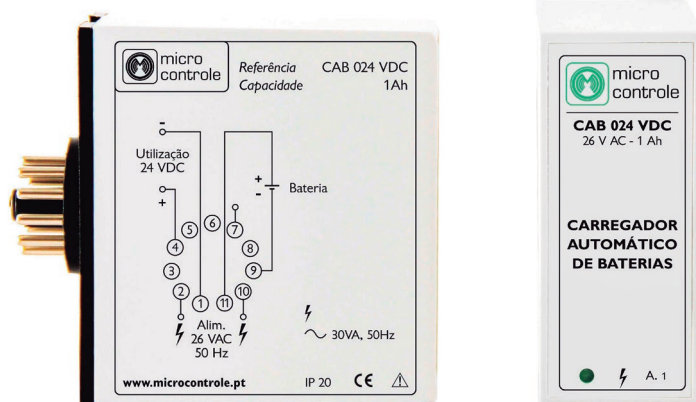 micro
controle
Referência CAB 024 VDC
Capacidade 1Ah
-
Utilização
24 VDC
+
+
-
Bateria
5
6
7
4
8
3
9
2
1
11
10
Alim.
26 VAC
50 Hz
30VA, 50Hz
www.microcontrole.pt IP 20 CE
micro
controle
CAB 024 VDC
26 V AC - 1 Ah
CARREGADOR
AUTOMÁTICO
DE BATERIAS
A. 1